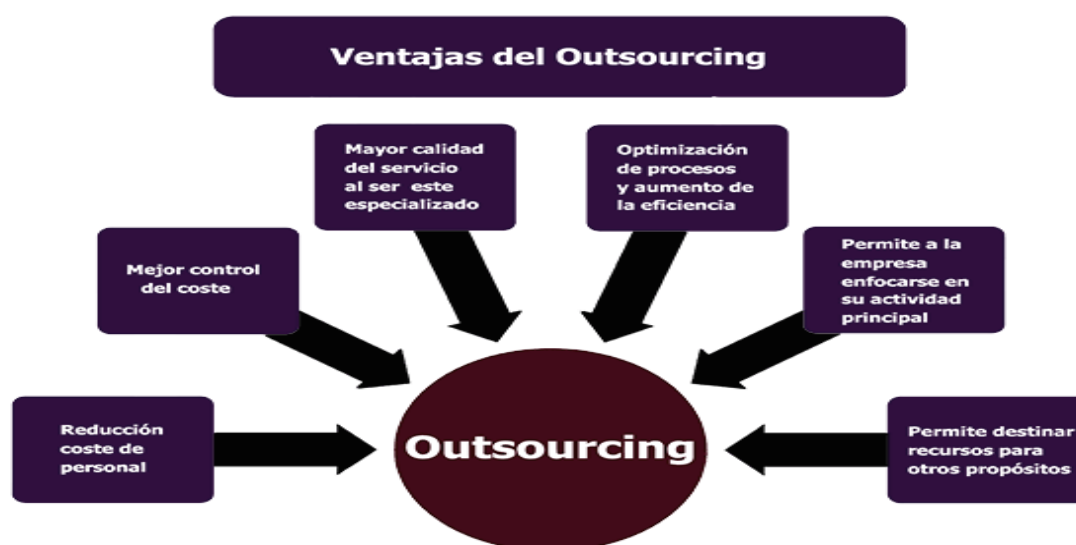 Ventajas del Outsourcing
Mayor calidad
del servicio
al ser este
especializado
Optimización
de procesos
y aumento de
la eficiencia
Mejor control
del coste
Permite a la
empresa
enfocarse en
su actividad
principal
Reducción
coste de
personal
Outsourcing
Permite destinar
recursos para
otros propósitos